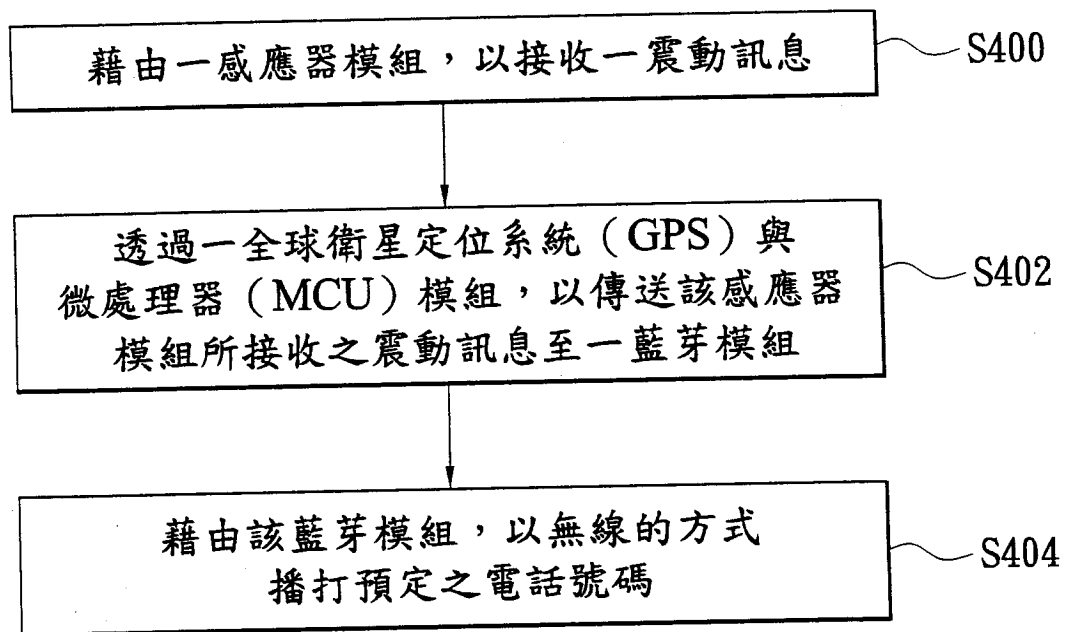 藉由一感應器模組，以接收一震動訊息
S400
透過一全球衛星定位系統（GPS）與
微處理器（MCU）模組，以傳送該感應器
模組所接收之震動訊息至一藍芽模組
S402
藉由該藍芽模組，以無線的方式
播打預定之電話號碼
S404